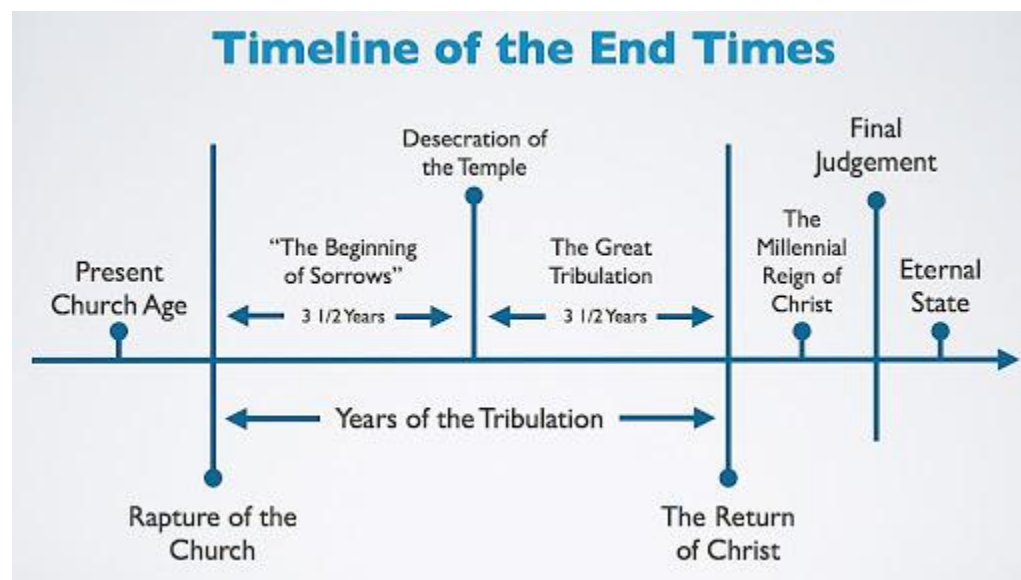 Timeline of the End Times
Desecration of
the Temple
Final
Judgement
"The Beginning
of Sorrows"
The Great
Tribulation
The
Millennial
Reign of
Christ
Present
Church Age
Eternal
State
3 1/2 Years
3 1/2 Years
Years of the Tribulation
Rapture of the
Church
The Return
of Christ